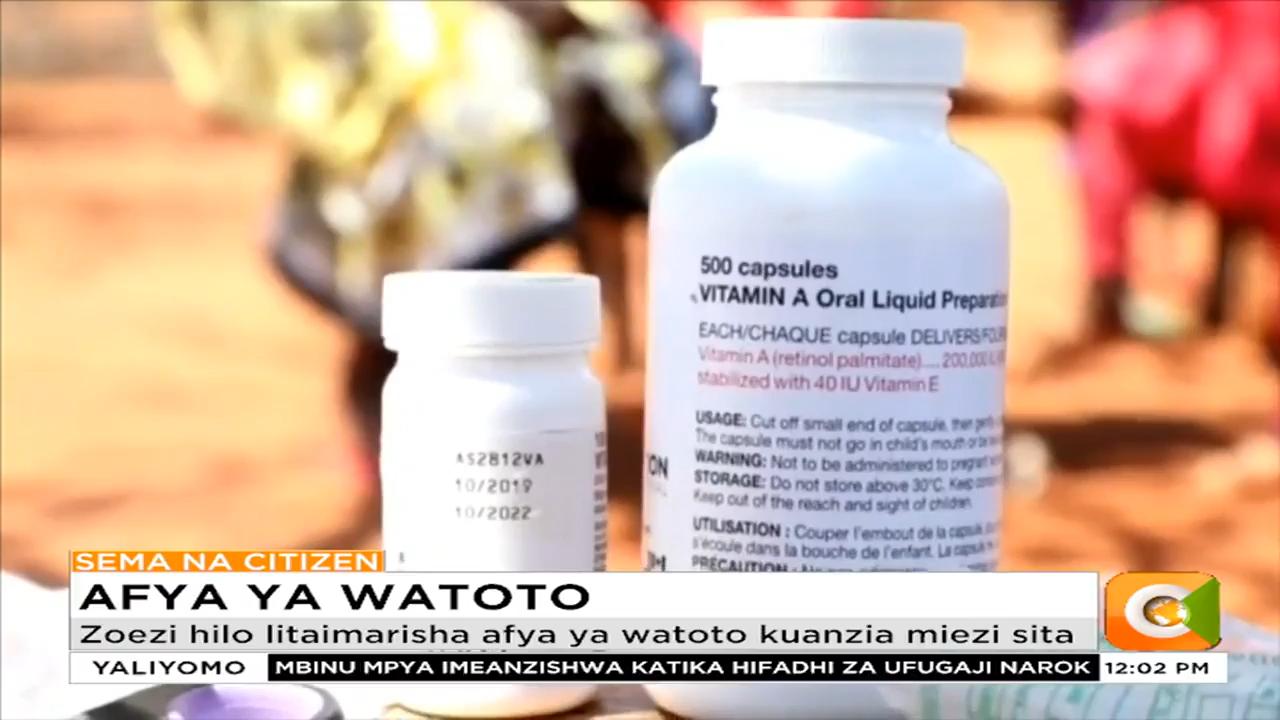 500 capsules
VITAMIN A Oral Liquid
EACH/CHAQUE capsule DELIVERS
Vitamin A (retinol palmitate).... 200,000
stabilized with 40 IU Vitamin E
USAGE: Cut off small end of capsule, then
The capsule must not go in child's mouth or
WARNING: Not to be administered to
STORAGE: Do not store above 30°C. Keep
Keep out of the reach and sight of children.
UTILISATION : Couper l'embout de la capsule
s'écoule dans la bouche de l'enfant. La
PRÉCAUTION :
AS2812VA
10/2019
10/2022
SEMA NA CITIZEN
AFYA YA WATOTO
Zoezi hilo litaimarisha afya ya watoto kuanzia miezi sita
YALIYOMO MBINU MPYA IMEANZISHWA KATIKA HIFADHI ZA UFUGAJI NAROK 12:02 PM